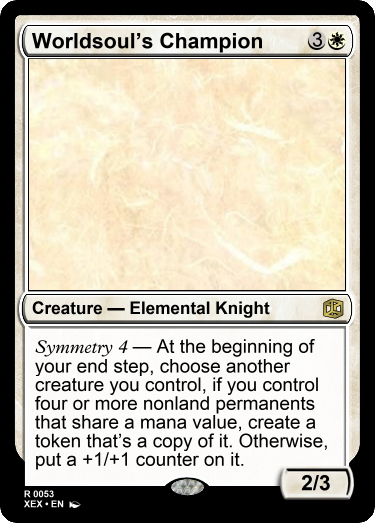 Worldsoul's Champion 3
Creature — Elemental Knight
Symmetry 4 — At the beginning of
your end step, choose another
creature you control, if you control
four or more nonland permanents
that share a mana value, create a
token that's a copy of it. Otherwise,
put a +1/+1 counter on it.
2/3
R 0053
XEX • EN